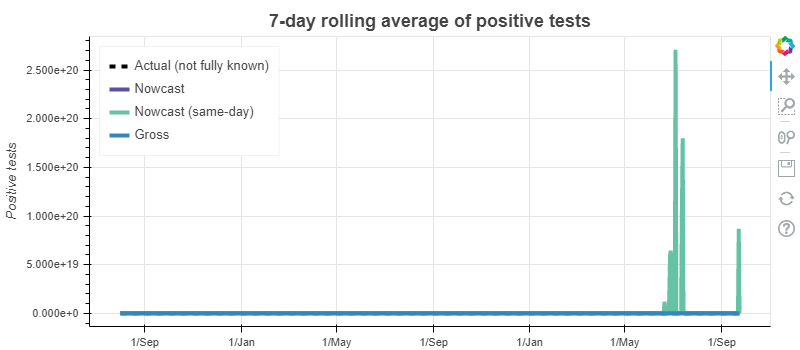 7-day rolling average of positive tests
Actual (not fully known)
Nowcast
Nowcast (same-day)
Gross
Positive tests
2.500e+20
2.000e+20
1.500e+20
1.000e+20
5.000e+19
0.000e+0
1/Sep 1/Jan 1/May 1/Sep 1/Jan 1/May 1/Sep